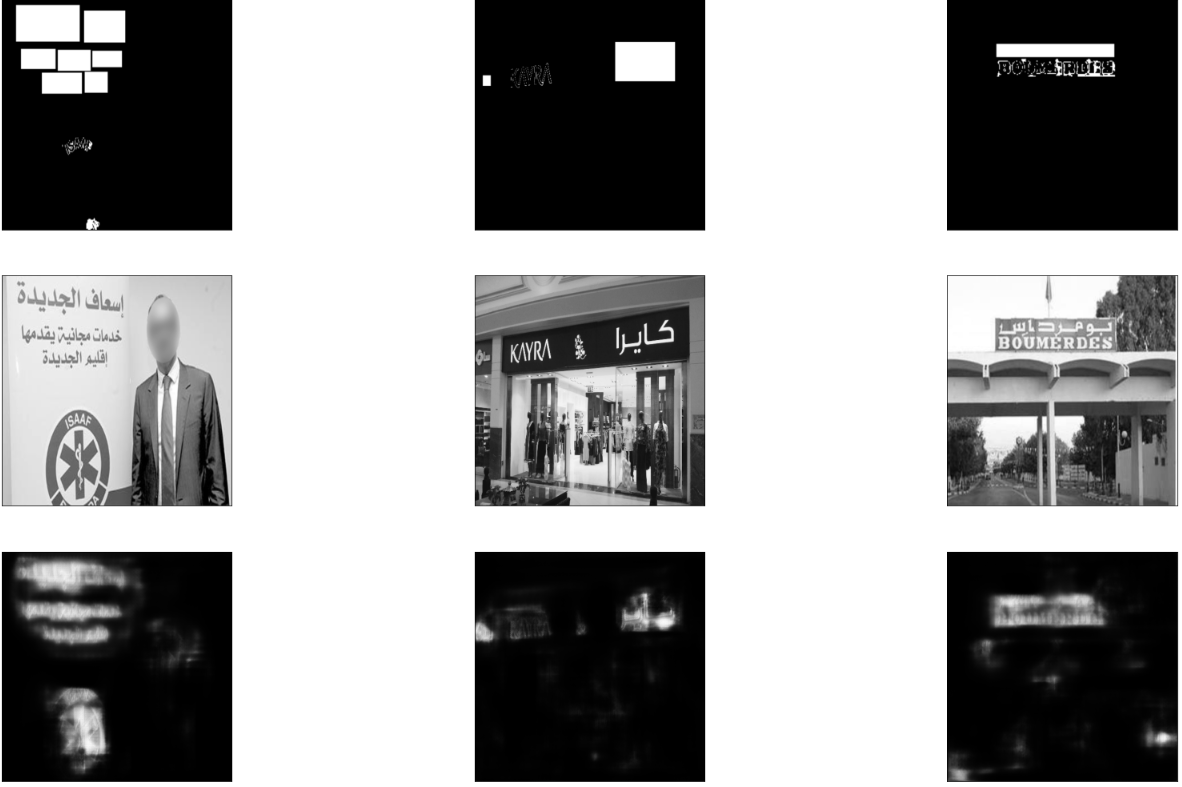 ISAAF
KAYRA
BOUMERDES
إسعاف الجديدة
خدمات مجانية يقدمها
إقليم الجديدة
ISAAF
KAYRA
كايرا
بومرداس
BOUMERDES